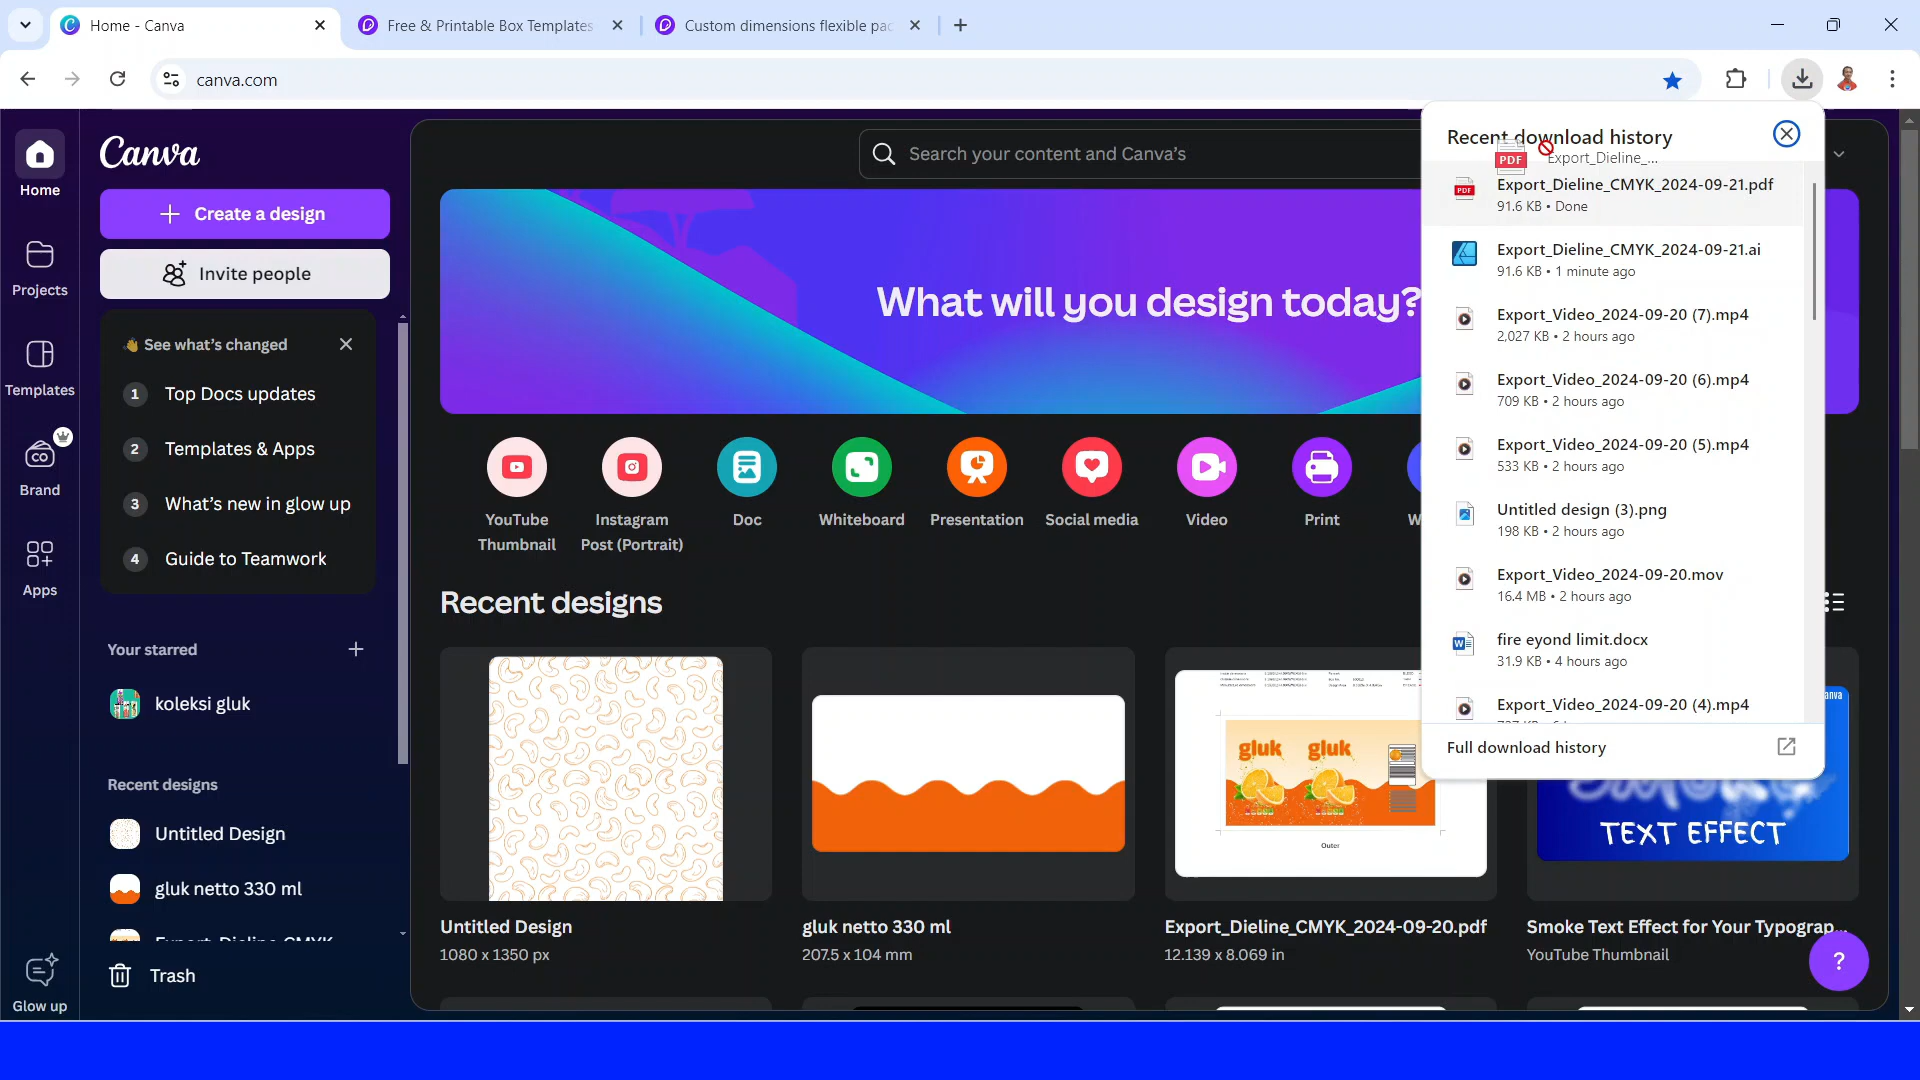 Home - Canva
Free & Printable Box Templates
Custom dimensions flexible pac
canva.com
Canva
Home
Create a design
Invite people
Projects
Templates
Brand
Apps
Glow up
See what's changed
1 Top Docs updates
2 Templates & Apps
3 What's new in glow up
4 Guide to Teamwork
Your starred
koleksi gluk
Recent designs
Untitled Design
gluk netto 330 ml
Export_Dieline_CMYK
Trash
Search your content and Canva's
What will you design today?
YouTube
Thumbnail
Instagram
Post (Portrait)
Doc
Whiteboard
Presentation
Social media
Video
Print
W
Recent designs
gluk gluk
Outer
anva
TEXT EFFECT
Untitled Design
1080 x 1350 px
gluk netto 330 ml
207.5 x 104 mm
Export_Dieline_CMYK_2024-09-20.pdf
12.139 x 8.069 in
Smoke Text Effect for Your Typograp...
YouTube Thumbnail
?
Recent download history
PDF Export_Dieline_...
PDF Export_Dieline_CMYK_2024-09-21.pdf
91.6 KB • Done
Export_Dieline_CMYK_2024-09-21.ai
91.6 KB • 1 minute ago
Export_Video_2024-09-20 (7).mp4
2,027 KB • 2 hours ago
Export_Video_2024-09-20 (6).mp4
709 KB • 2 hours ago
Export_Video_2024-09-20 (5).mp4
533 KB • 2 hours ago
Untitled design (3).png
198 KB • 2 hours ago
Export_Video_2024-09-20.mov
16.4 MB • 2 hours ago
fire eyond limit.docx
31.9 KB • 4 hours ago
Export_Video_2024-09-20 (4).mp4
Full download history